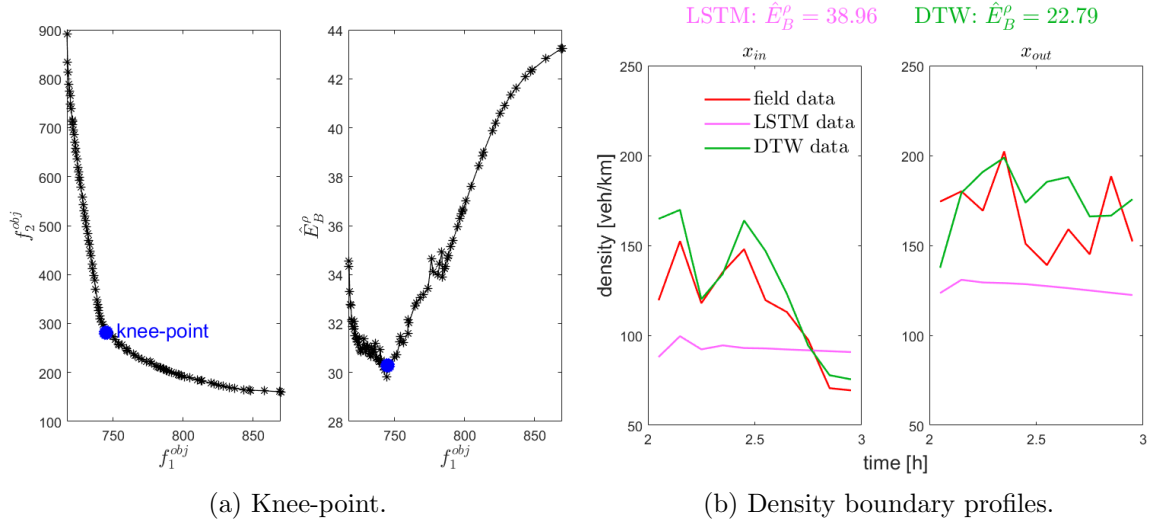 LSTM: $\hat{E}_B^\rho = 38.96$ DTW: $\hat{E}_B^\rho = 22.79$
900
800
700
600
500
400
300
200
100
$f_2^{obj}$
knee-point
750 800 850
$f_1^{obj}$
44
42
40
38
36
34
32
30
28
$\hat{E}_B^\rho$
750 800 850
$f_1^{obj}$
(a) Knee-point.
$x_{in}$
250
200
150
100
50
density [veh/km]
field data
LSTM data
DTW data
2 2.5 3
$x_{out}$
250
200
150
100
50
2 2.5 3
time [h]
(b) Density boundary profiles.